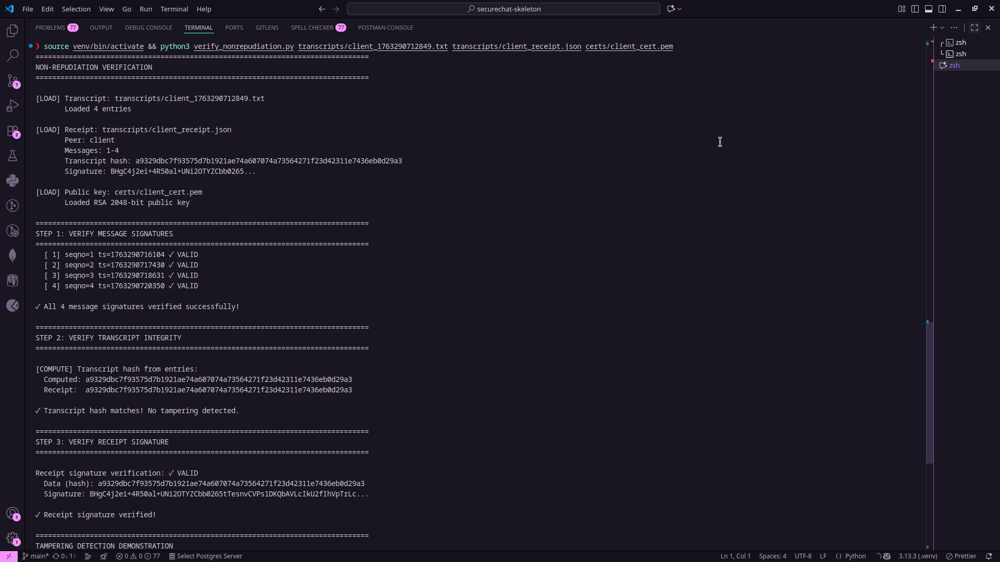 File Edit Selection View Go Run Terminal Help
securechat-skeleton
PROBLEMS 77 OUTPUT DEBUG CONSOLE TERMINAL PORTS GITLENS SPELL CHECKER 77 POSTMAN CONSOLE
❯ source venv/bin/activate && python3 verify_nonrepudiation.py transcripts/client_1763290712849.txt transcripts/client_receipt.json certs/client_cert.pem
================================================================================
NON-REPUDIATION VERIFICATION
================================================================================
[LOAD] Transcript: transcripts/client_1763290712849.txt
Loaded 4 entries
[LOAD] Receipt: transcripts/client_receipt.json
Peer: client
Messages: 1-4
Transcript hash: a9329dbc7f93575d7b1921ae74a607074a73564271f23d42311e7436eb0d29a3
Signature: BHgC4j2ei+4R50al+UNi2OTYZCbb0265...
[LOAD] Public key: certs/client_cert.pem
Loaded RSA 2048-bit public key
================================================================================
STEP 1: VERIFY MESSAGE SIGNATURES
================================================================================
[ 1] seqno=1 ts=1763290716104 ✓ VALID
[ 2] seqno=2 ts=1763290717430 ✓ VALID
[ 3] seqno=3 ts=1763290718631 ✓ VALID
[ 4] seqno=4 ts=1763290720350 ✓ VALID
✓ All 4 message signatures verified successfully!
================================================================================
STEP 2: VERIFY TRANSCRIPT INTEGRITY
================================================================================
[COMPUTE] Transcript hash from entries:
Computed: a9329dbc7f93575d7b1921ae74a607074a73564271f23d42311e7436eb0d29a3
Receipt: a9329dbc7f93575d7b1921ae74a607074a73564271f23d42311e7436eb0d29a3
✓ Transcript hash matches! No tampering detected.
================================================================================
STEP 3: VERIFY RECEIPT SIGNATURE
================================================================================
Receipt signature verification: ✓ VALID
Data (hash): a9329dbc7f93575d7b1921ae74a607074a73564271f23d42311e7436eb0d29a3
Signature: BHgC4j2ei+4R50al+UNi2OTYZCbb0265tTesnvCVPs1DKQbAVLcIkU2fIhVpTrLc...
✓ Receipt signature verified!
================================================================================
TAMPERING DETECTION DEMONSTRATION
zsh
zsh
zsh
7
2
1
1
main* 0↓ 1↑ 0 0 77 Select Postgres Server
Ln 1, Col 1 Spaces: 4 UTF-8 LF {} Python 3.13.3 (.venv) Prettier